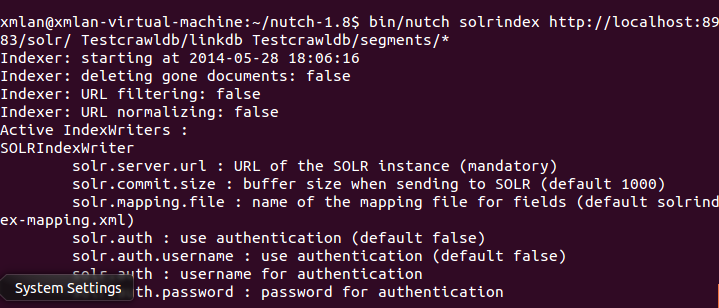 xmlan@xmlan-virtual-machine:~/nutch-1.8$ bin/nutch solrindex http://localhost:89
83/solr/ Testcrawldb/linkdb Testcrawldb/segments/*
Indexer: starting at 2014-05-28 18:06:16
Indexer: deleting gone documents: false
Indexer: URL filtering: false
Indexer: URL normalizing: false
Active IndexWriters :
SOLRIndexWriter
solr.server.url : URL of the SOLR instance (mandatory)
solr.commit.size : buffer size when sending to SOLR (default 1000)
solr.mapping.file : name of the mapping file for fields (default solrind
ex-mapping.xml)
solr.auth : use authentication (default false)
solr.auth.username : use authentication (default false)
solr.auth : username for authentication
System Settings
th.password : password for authentication